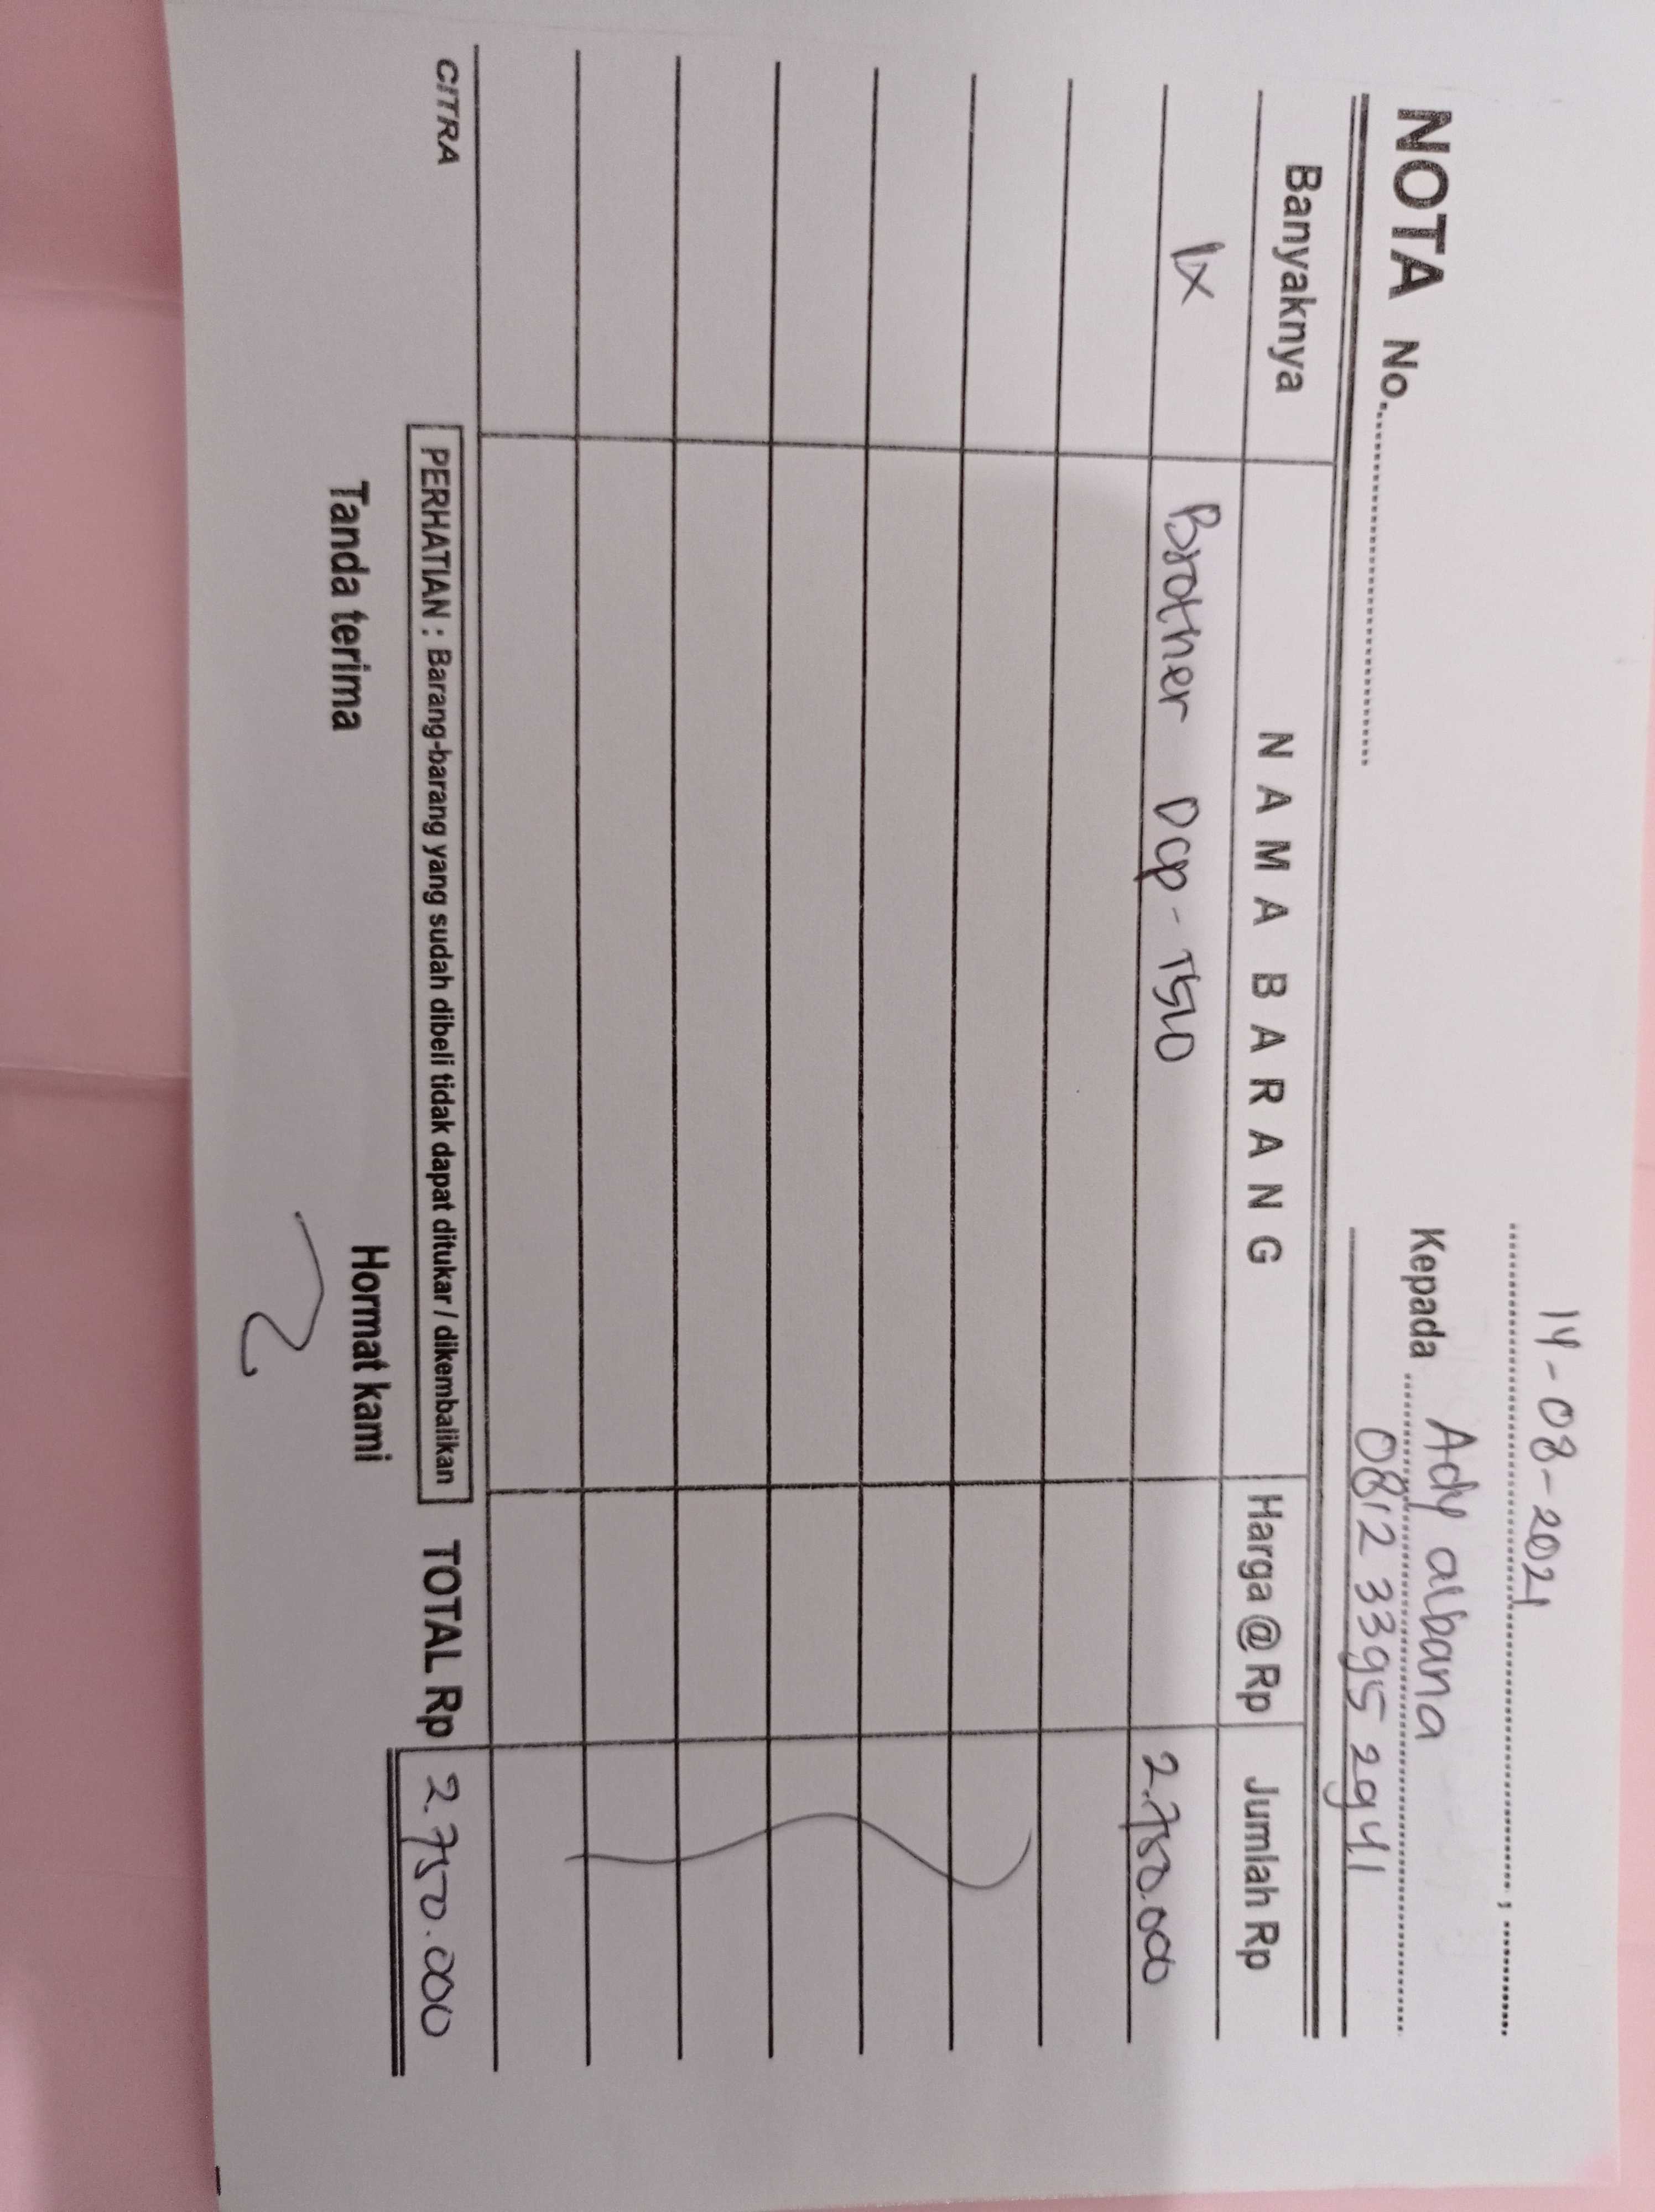 14-08-2021
NOTA No.
Kepada Ady albana
0812 3395 2941
Banyaknya NAMA BARANG Harga @ Rp Jumlah Rp
1x Brother Dcp-T510 2.750.000
CITRA PERHATIAN : Barang-barang yang sudah dibeli tidak dapat ditukar / dikembalikan TOTAL Rp 2.750.000
Tanda terima Hormat kami